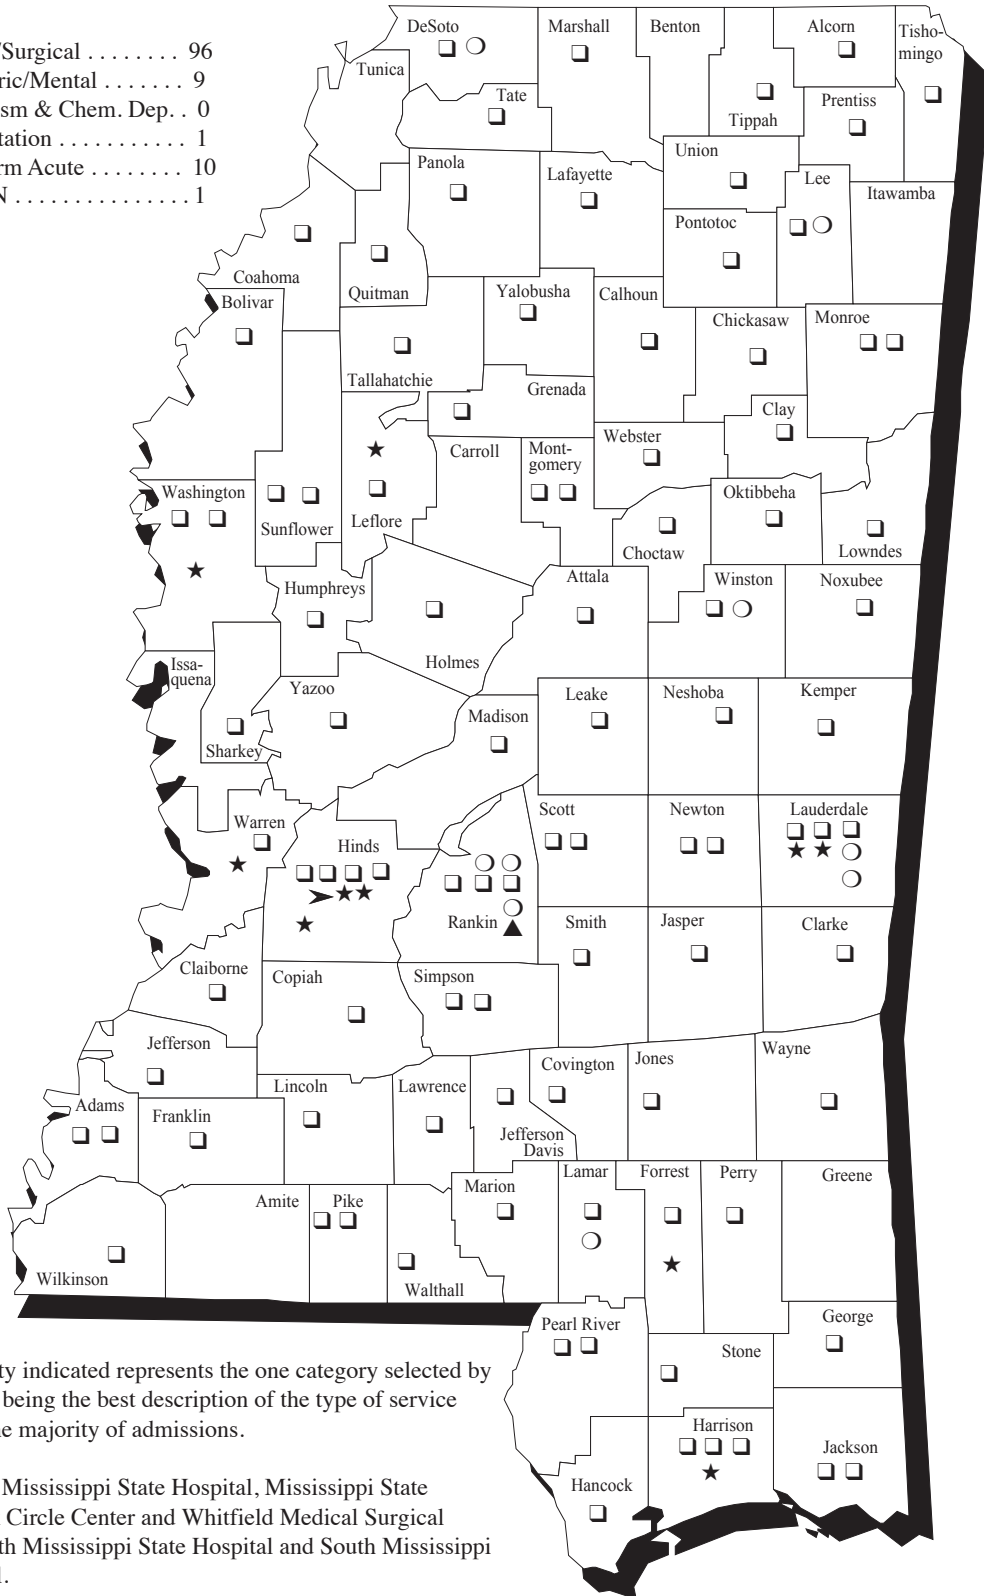 /Surgical . . . . . . . . 96
ric/Mental . . . . . . . 9
sm & Chem. Dep. . 0
tation . . . . . . . . . . . 1
rm Acute . . . . . . . . 10
N . . . . . . . . . . . . . . . 1
DeSoto
Marshall
Benton
Alcorn
Tisho-
mingo
Tunica
Tate
Tippah
Prentiss
Panola
Lafayette
Union
Lee
Itawamba
Pontotoc
Coahoma
Quitman
Bolivar
Yalobusha
Calhoun
Chickasaw
Monroe
Tallahatchie
Grenada
Clay
Carroll
Mont-
gomery
Webster
Washington
Sunflower
Leflore
Choctaw
Oktibbeha
Lowndes
Humphreys
Holmes
Attala
Winston
Noxubee
Issa-
quena
Sharkey
Yazoo
Madison
Leake
Neshoba
Kemper
Warren
Hinds
Scott
Newton
Lauderdale
Rankin
Smith
Jasper
Clarke
Claiborne
Copiah
Simpson
Jefferson
Lincoln
Lawrence
Covington
Jones
Wayne
Adams
Franklin
Jefferson
Davis
Amite
Pike
Marion
Lamar
Forrest
Perry
Greene
Wilkinson
Walthall
Pearl River
Stone
George
Harrison
Hancock
Jackson
ty indicated represents the one category selected by
being the best description of the type of service
e majority of admissions.
Mississippi State Hospital, Mississippi State
Circle Center and Whitfield Medical Surgical
th Mississippi State Hospital and South Mississippi
l.